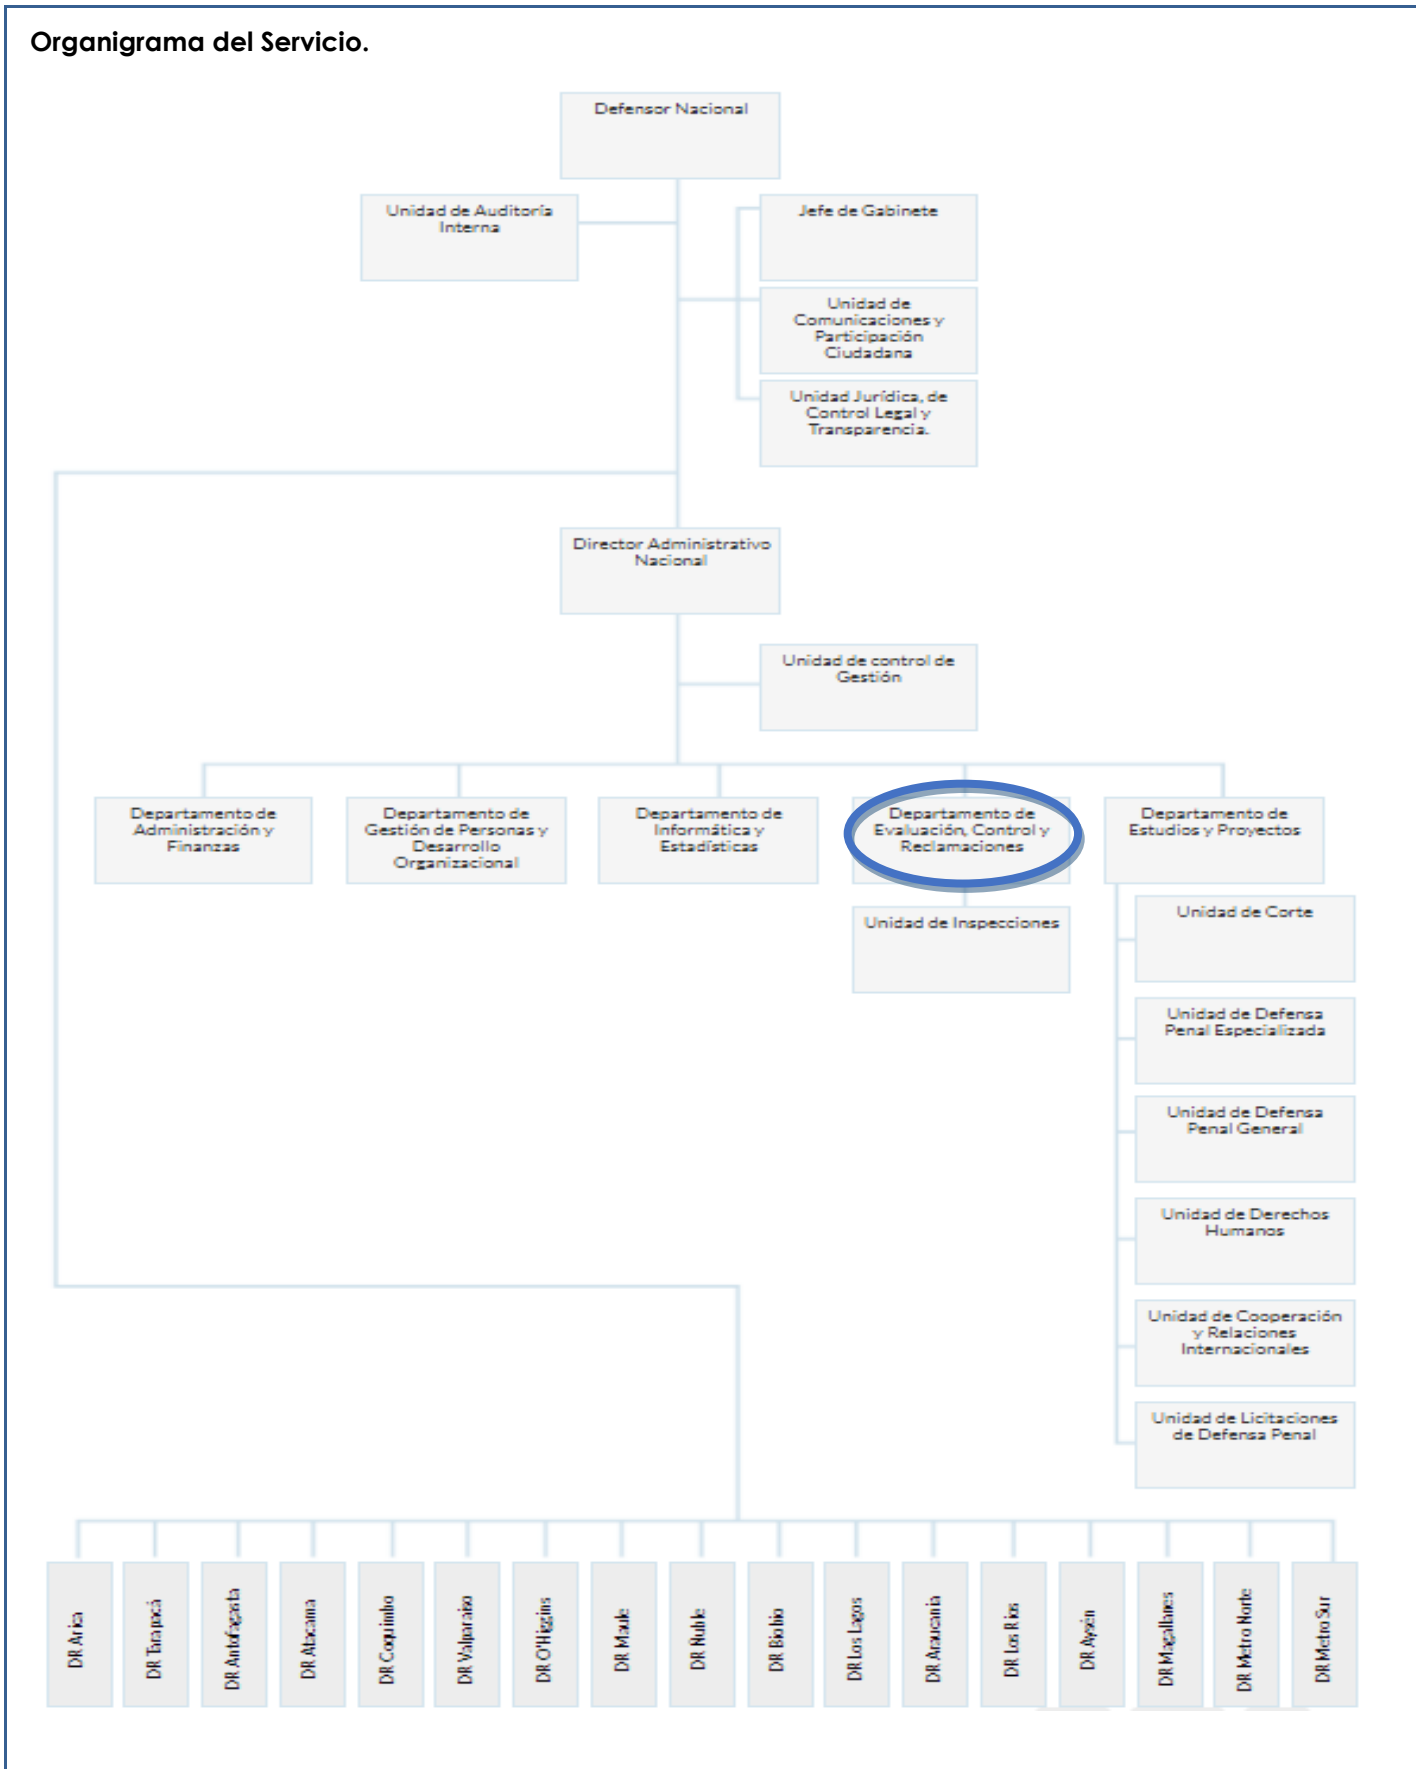 Organigrama del Servicio.
Defensor Nacional
Unidad de Auditoría
Interna
Jefe de Gabinete
Unidad de
Comunicaciones y
Participación
Ciudadana
Unidad Jurídica, de
Control Legal y
Transparencia.
Director Administrativo
Nacional
Unidad de control de
Gestión
Departamento de
Administración y
Finanzas
Departamento de
Gestión de Personas y
Desarrollo
Organizacional
Departamento de
Informática y
Estadísticas
Departamento de
Evaluación, Control y
Reclamaciones
Departamento de
Estudios y Proyectos
Unidad de Inspecciones
Unidad de Corte
Unidad de Defensa
Penal Especializada
Unidad de Defensa
Penal General
Unidad de Derechos
Humanos
Unidad de Cooperación
y Relaciones
Internacionales
Unidad de Licitaciones
de Defensa Penal
DR Arica
DR Tarapacá
DR Antofagasta
DR Atacama
DR Coquimbo
DR Valparaiso
DR O'Higgins
DR Maule
DR Ñuble
DR Biobío
DR Los Lagos
DR Araucanía
DR Los Rios
DR Aysén
DR Magallanes
DR Metro Norte
DR Metro Sur